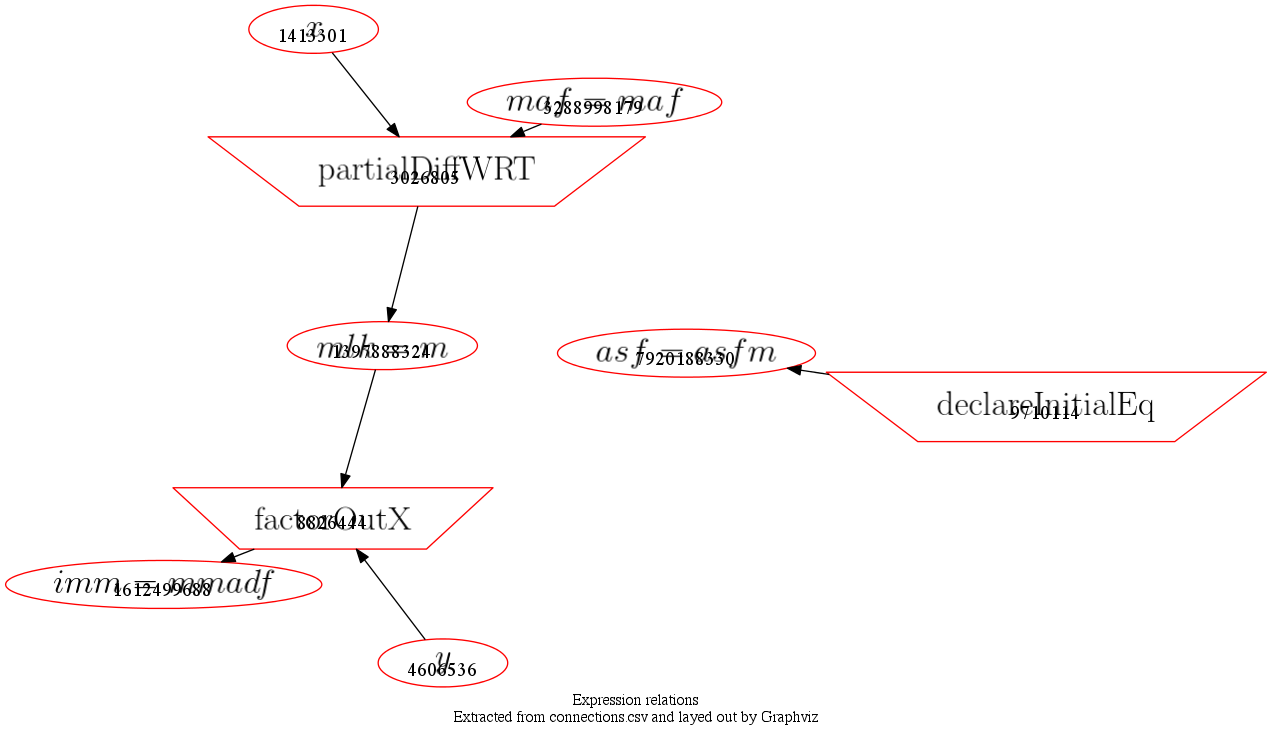 x
1413301
maf = maf
5288998179
partialDiffWRT
3026805
1397888324
asf = asfm
7920188330
declareInitialEq
9710114
factorOutX
8826444
imm = mmadf
1612499688
y
4606536
Expression relations
Extracted from connections.csv and layed out by Graphviz